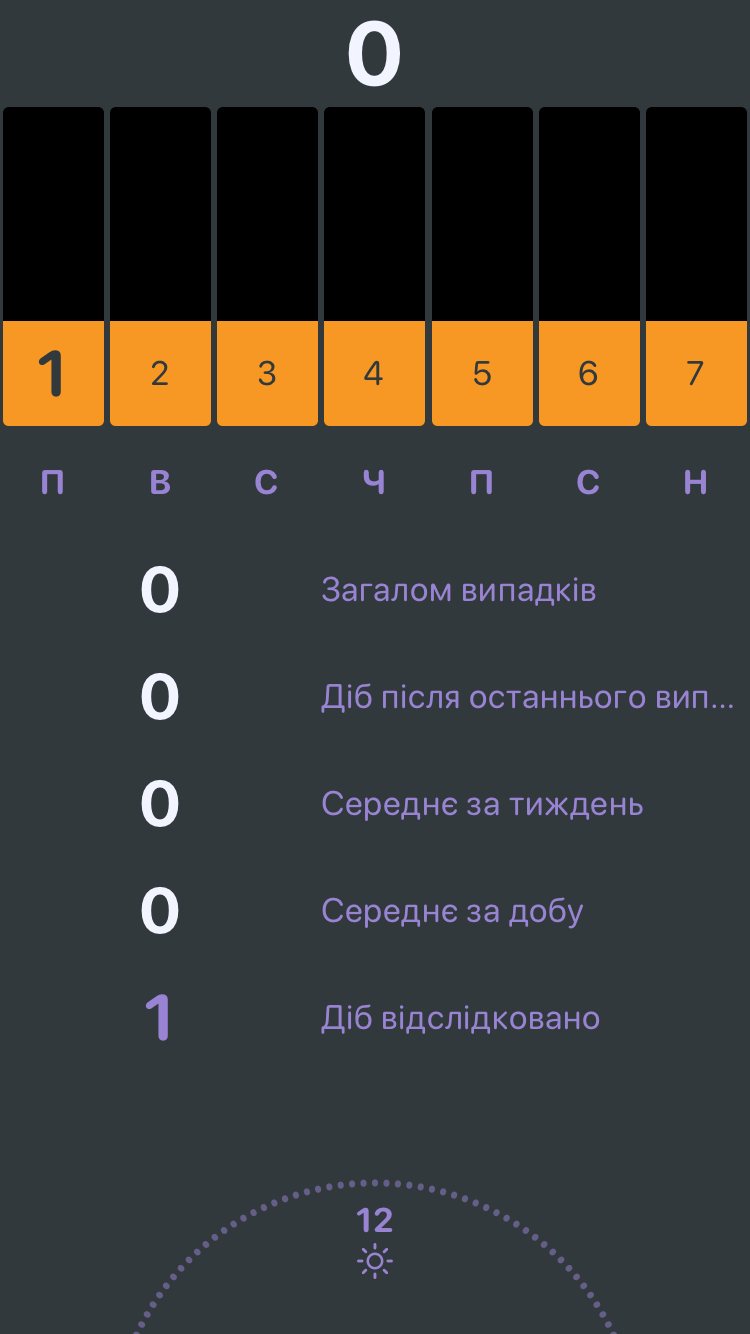 0
1 2 3 4 5 6 7
П В С Ч П С Н
0 Загалом випадків
0 Діб після останнього вип...
0 Середнє за тиждень
0 Середнє за добу
1 Діб відслідковано
12